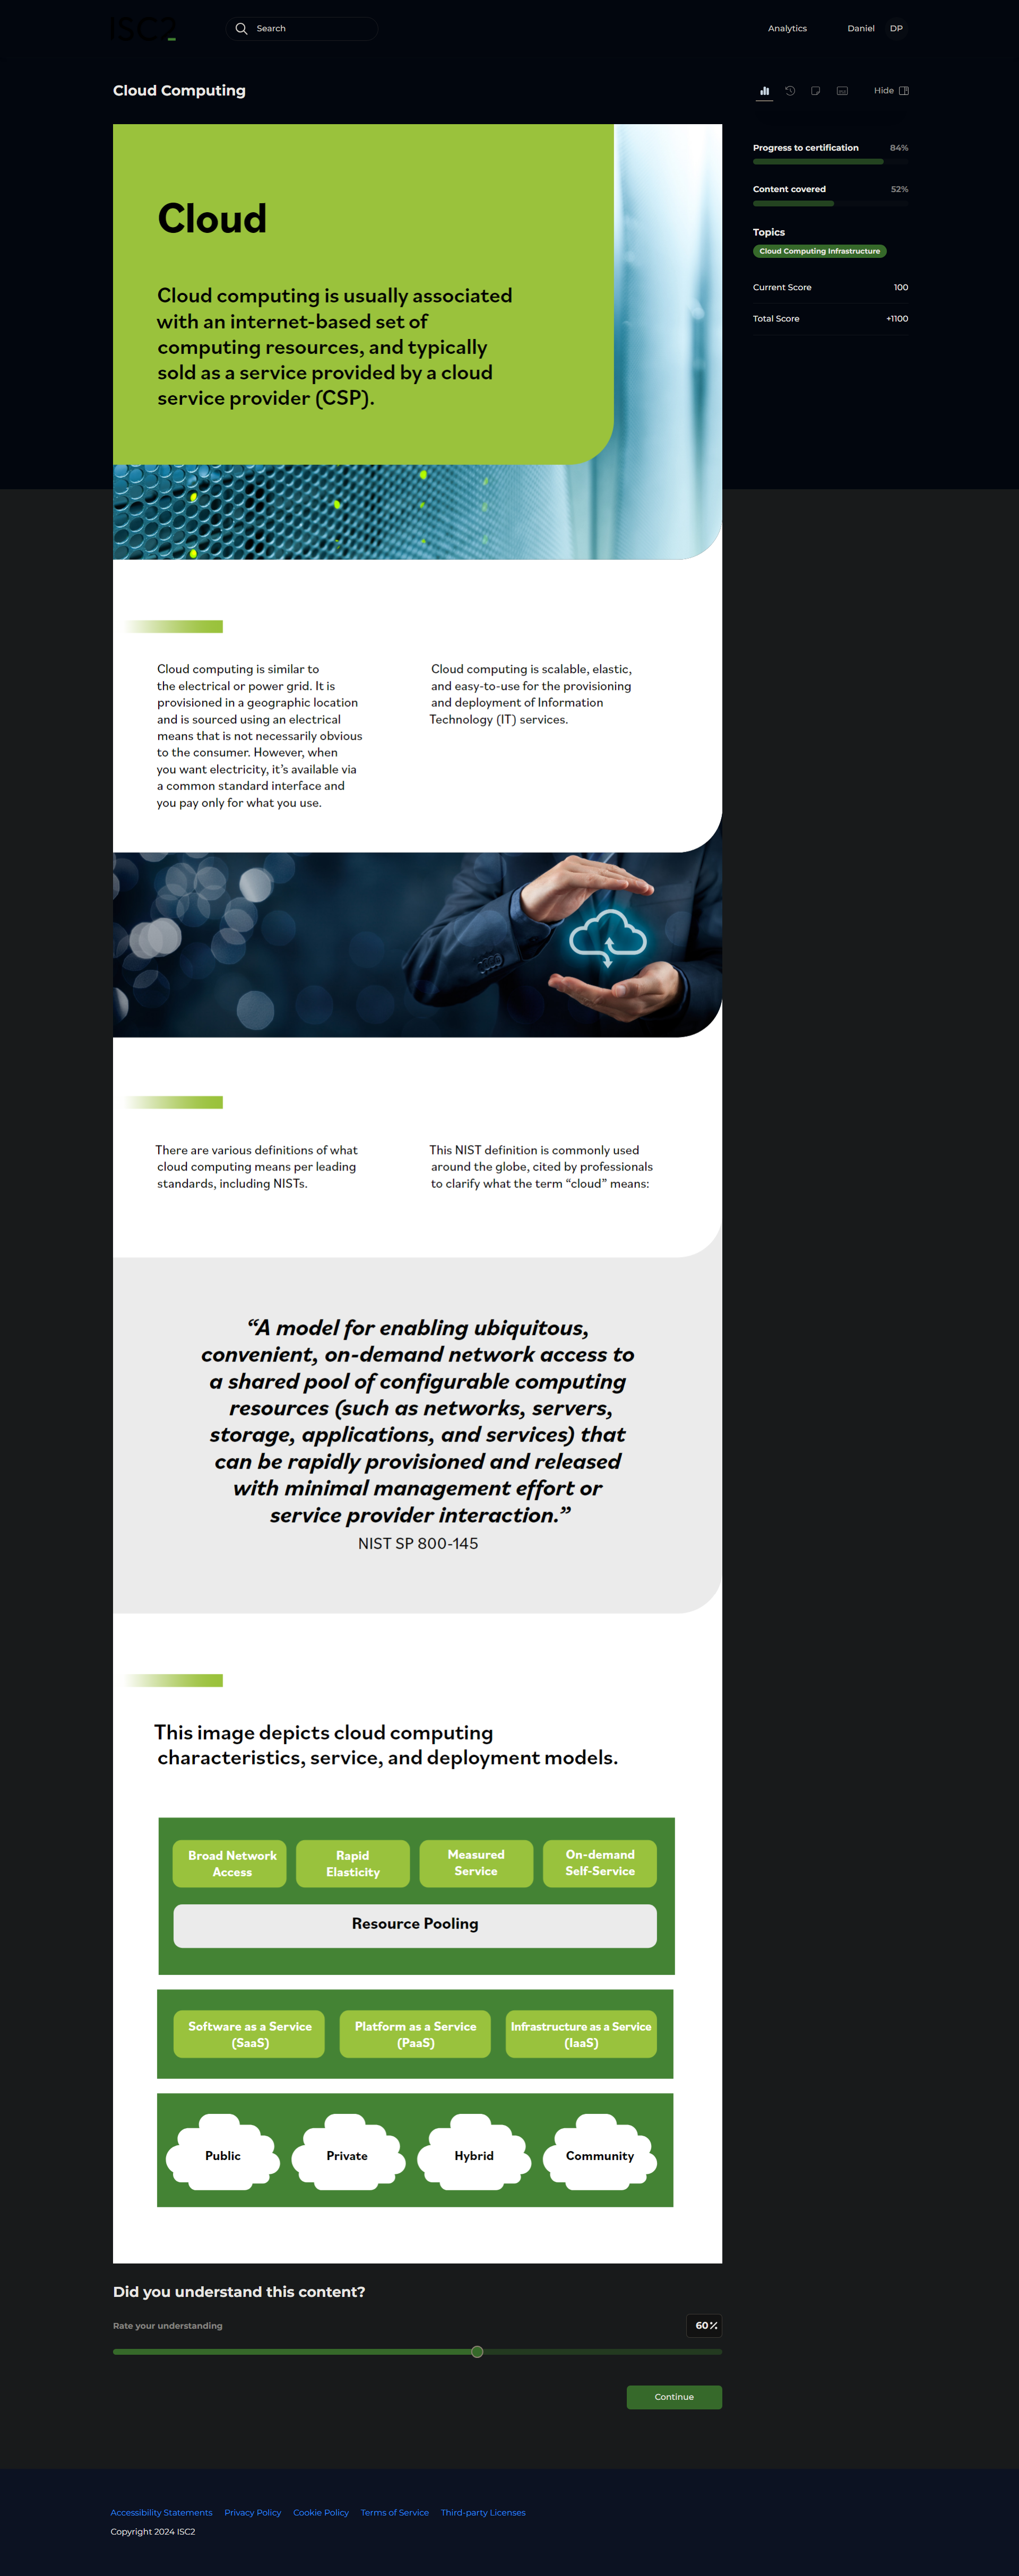 ISC2
Search
Analytics
Daniel
DP
Cloud Computing
Hide
Progress to certification
84%
Content covered
52%
Topics
Cloud Computing Infrastructure
Current Score
100
Total Score
+1100
Cloud
Cloud computing is usually associated
with an internet-based set of
computing resources, and typically
sold as a service provided by a cloud
service provider (CSP).
Cloud computing is similar to
the electrical or power grid. It is
provisioned in a geographic location
and is sourced using an electrical
means that is not necessarily obvious
to the consumer. However, when
you want electricity, it’s available via
a common standard interface and
you pay only for what you use.
Cloud computing is scalable, elastic,
and easy-to-use for the provisioning
and deployment of Information
Technology (IT) services.
There are various definitions of what
cloud computing means per leading
standards, including NISTs.
This NIST definition is commonly used
around the globe, cited by professionals
to clarify what the term “cloud” means:
“A model for enabling ubiquitous,
convenient, on-demand network access to
a shared pool of configurable computing
resources (such as networks, servers,
storage, applications, and services) that
can be rapidly provisioned and released
with minimal management effort or
service provider interaction.”
NIST SP 800-145
This image depicts cloud computing
characteristics, service, and deployment models.
Broad Network
Access
Rapid
Elasticity
Measured
Service
On-demand
Self-Service
Resource Pooling
Software as a Service
(SaaS)
Platform as a Service
(PaaS)
Infrastructure as a Service
(IaaS)
Public
Private
Hybrid
Community
Did you understand this content?
Rate your understanding
60%
Continue
Accessibility Statements
Privacy Policy
Cookie Policy
Terms of Service
Third-party Licenses
Copyright 2024 ISC2